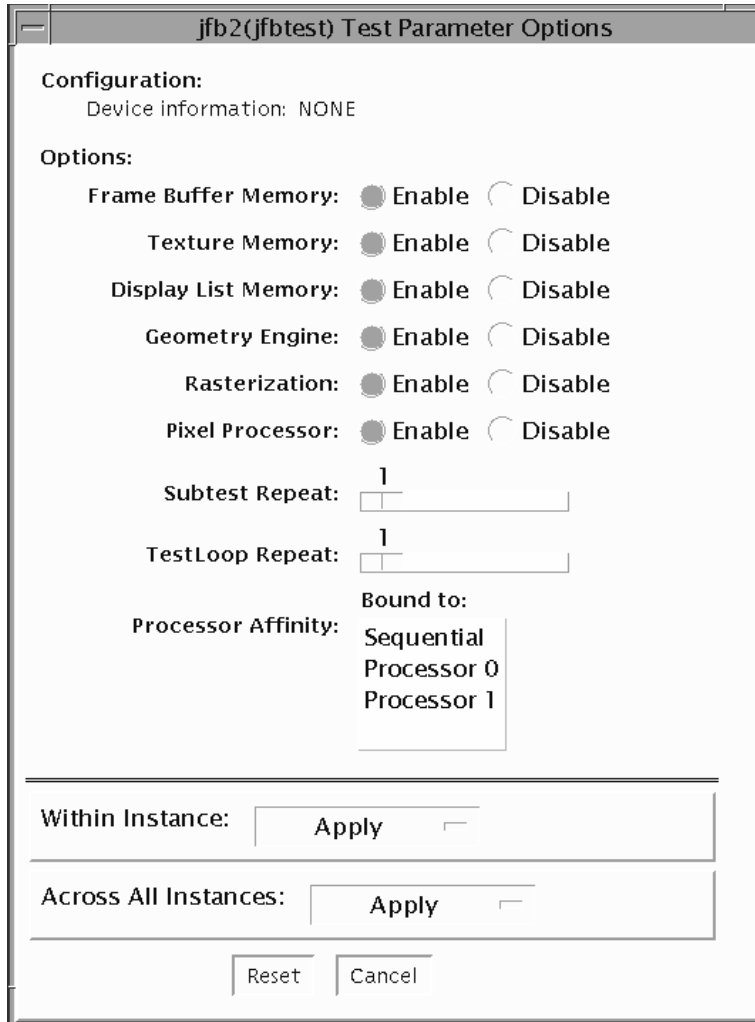 jfb2(jfbtest) Test Parameter Options
Configuration:
Device information: NONE
Options:
Frame Buffer Memory: Enable Disable
Texture Memory: Enable Disable
Display List Memory: Enable Disable
Geometry Engine: Enable Disable
Rasterization: Enable Disable
Pixel Processor: Enable Disable
1
Subtest Repeat:
1
TestLoop Repeat:
Bound to:
Processor Affinity:
Sequential
Processor 0
Processor 1
Within Instance: Apply
Across All Instances: Apply
Reset Cancel